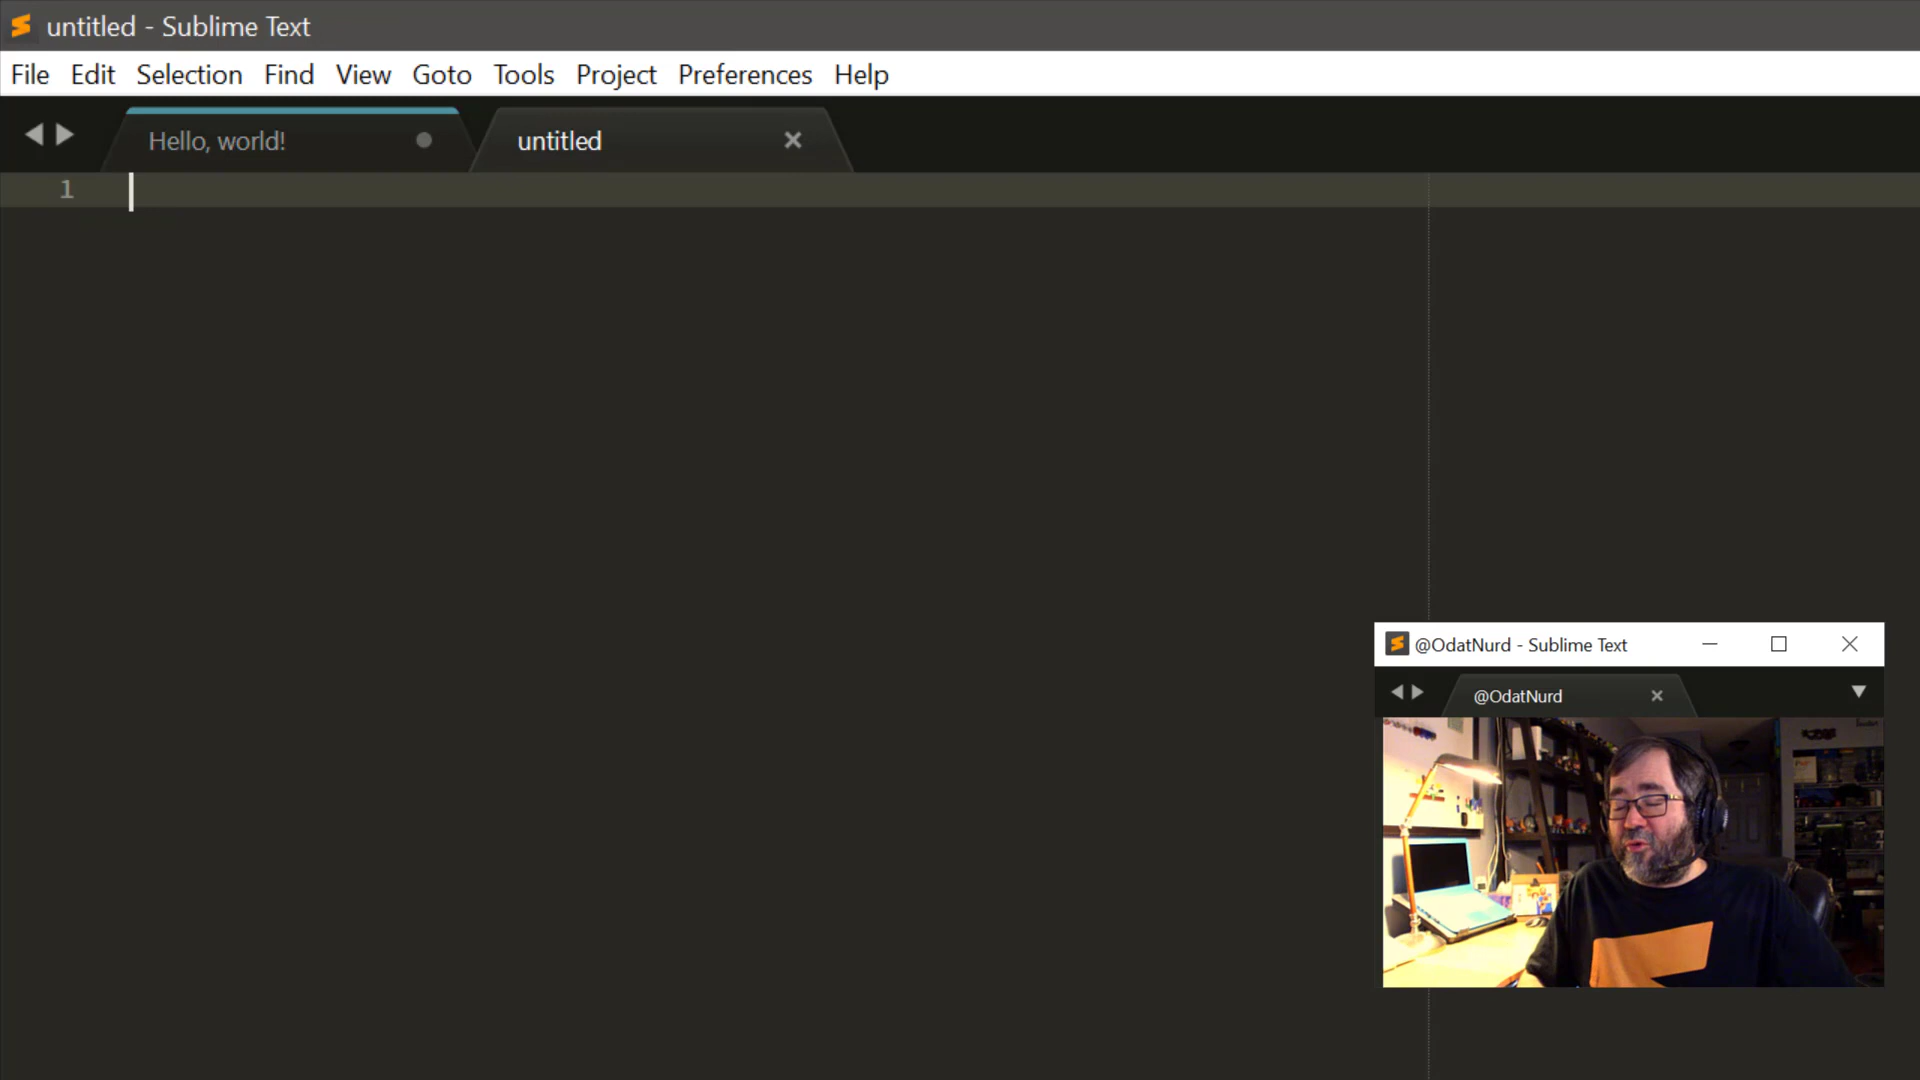 untitled - Sublime Text
File Edit Selection Find View Goto Tools Project Preferences Help
Hello, world! untitled
1
@OdatNurd - Sublime Text
@OdatNurd